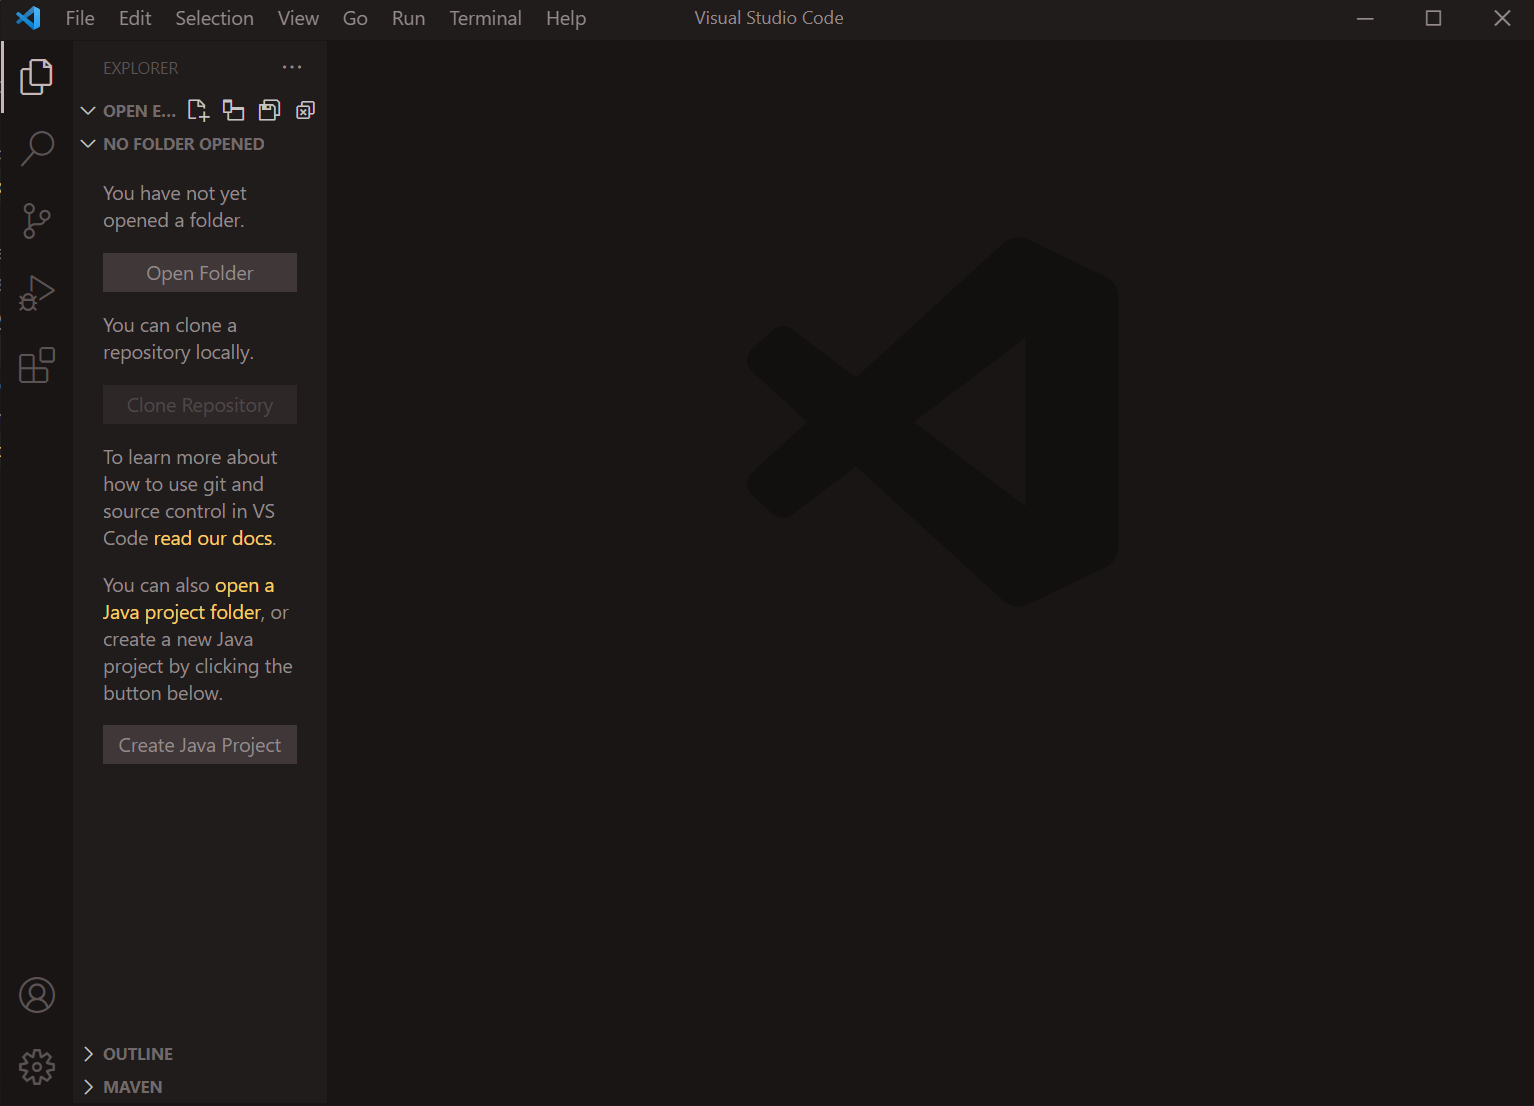 File Edit Selection View Go Run Terminal Help Visual Studio Code
EXPLORER
OPEN E...
NO FOLDER OPENED
You have not yet
opened a folder.
Open Folder
You can clone a
repository locally.
Clone Repository
To learn more about
how to use git and
source control in VS
Code read our docs.
You can also open a
Java project folder, or
create a new Java
project by clicking the
button below.
Create Java Project
OUTLINE
MAVEN